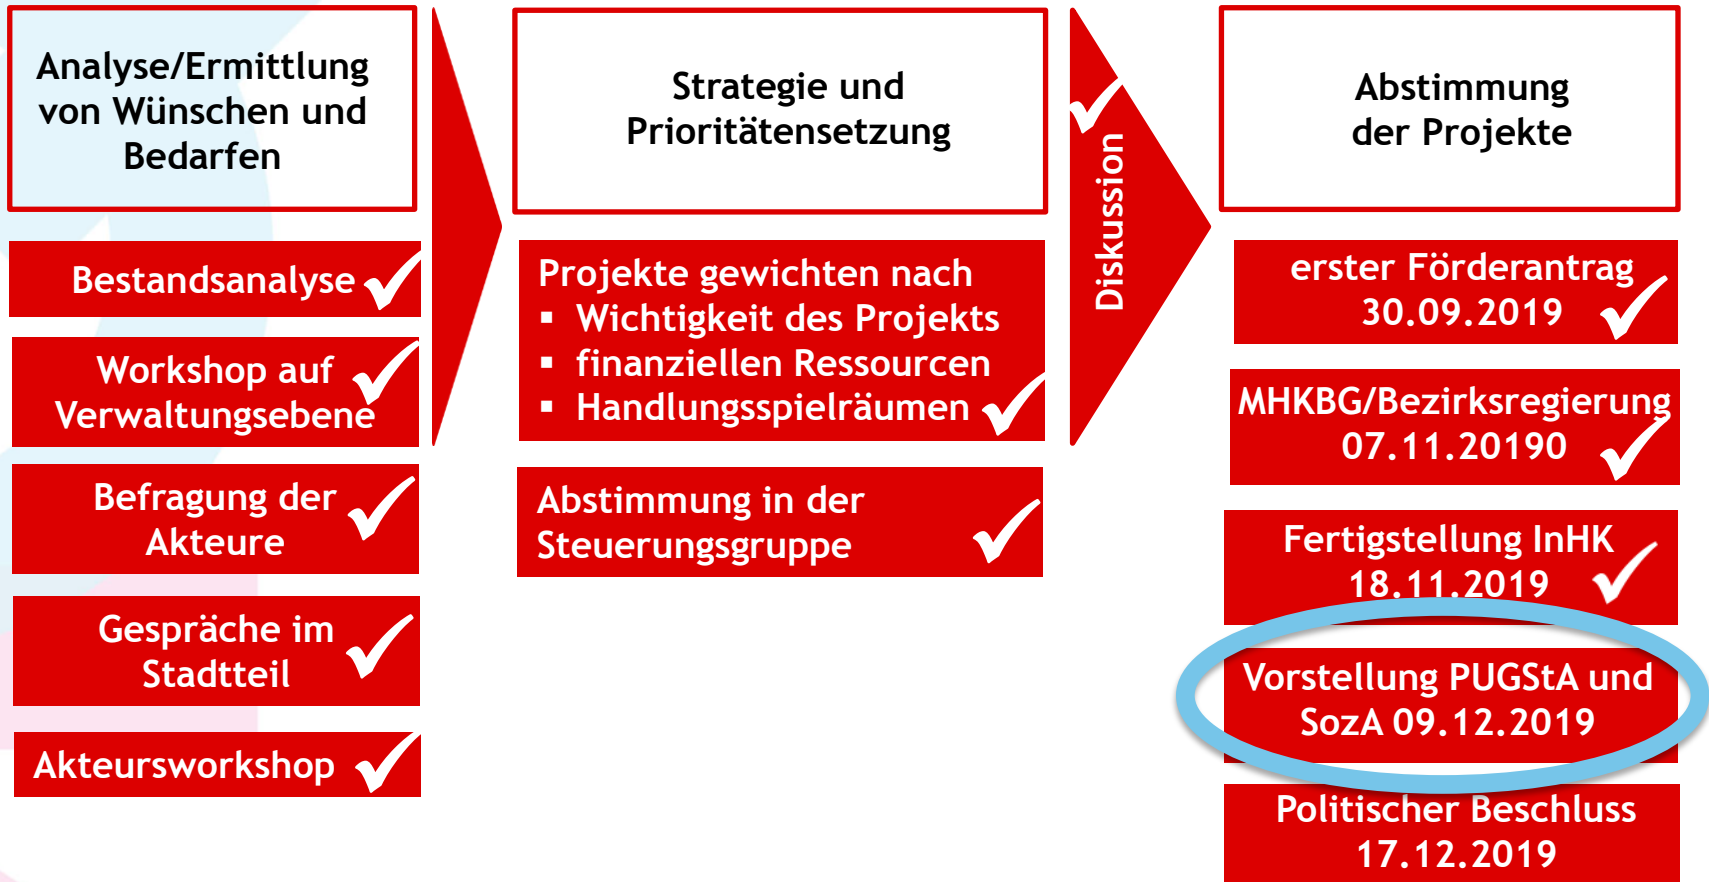 Analyse/Ermittlung
von Wünschen und
Bedarfen
Bestandsanalyse
Workshop auf
Verwaltungsebene
Befragung der
Akteure
Gespräche im
Stadtteil
Akteursworkshop
Strategie und
Prioritätensetzung
Projekte gewichten nach
▪ Wichtigkeit des Projekts
▪ finanziellen Ressourcen
▪ Handlungsspielräumen
Abstimmung in der
Steuerungsgruppe
Diskussion
Abstimmung
der Projekte
erster Förderantrag
30.09.2019
MHKBG/Bezirksregierung
07.11.20190
Fertigstellung InHK
18.11.2019
Vorstellung PUGStA und
SozA 09.12.2019
Politischer Beschluss
17.12.2019